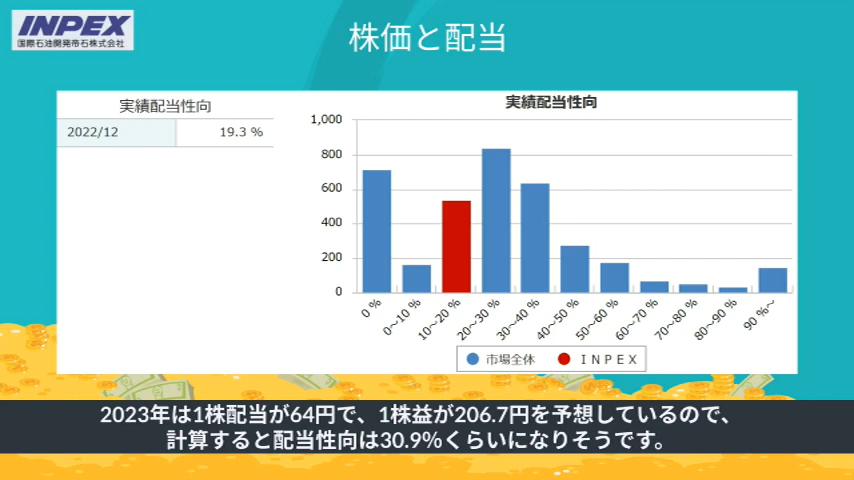 INPEX
国際石油開発帝石株式会社
株価と配当
実績配当性向
2022/12 19.3 %
実績配当性向
1,000
800
600
400
200
0
0 %
0~10 %
10~20 %
20~30 %
30~40 %
40~50 %
50~60 %
60~70 %
70~80 %
80~90 %
90 %~
市場全体 ＩＮＰＥＸ
2023年は1株配当が64円で、1株益が206.7円を予想しているので、
計算すると配当性向は30.9%くらいになりそうです。